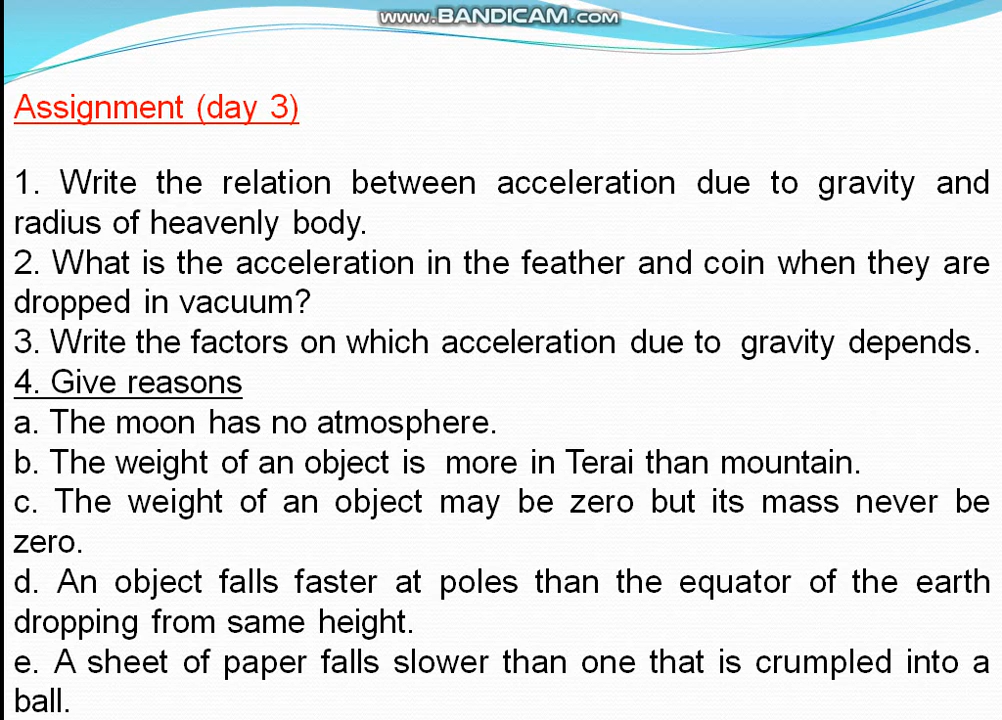 www.BANDICAM.com
Assignment (day 3)
1. Write the relation between acceleration due to gravity and
radius of heavenly body.
2. What is the acceleration in the feather and coin when they are
dropped in vacuum?
3. Write the factors on which acceleration due to gravity depends.
4. Give reasons
a. The moon has no atmosphere.
b. The weight of an object is more in Terai than mountain.
c. The weight of an object may be zero but its mass never be
zero.
d. An object falls faster at poles than the equator of the earth
dropping from same height.
e. A sheet of paper falls slower than one that is crumpled into a
ball.